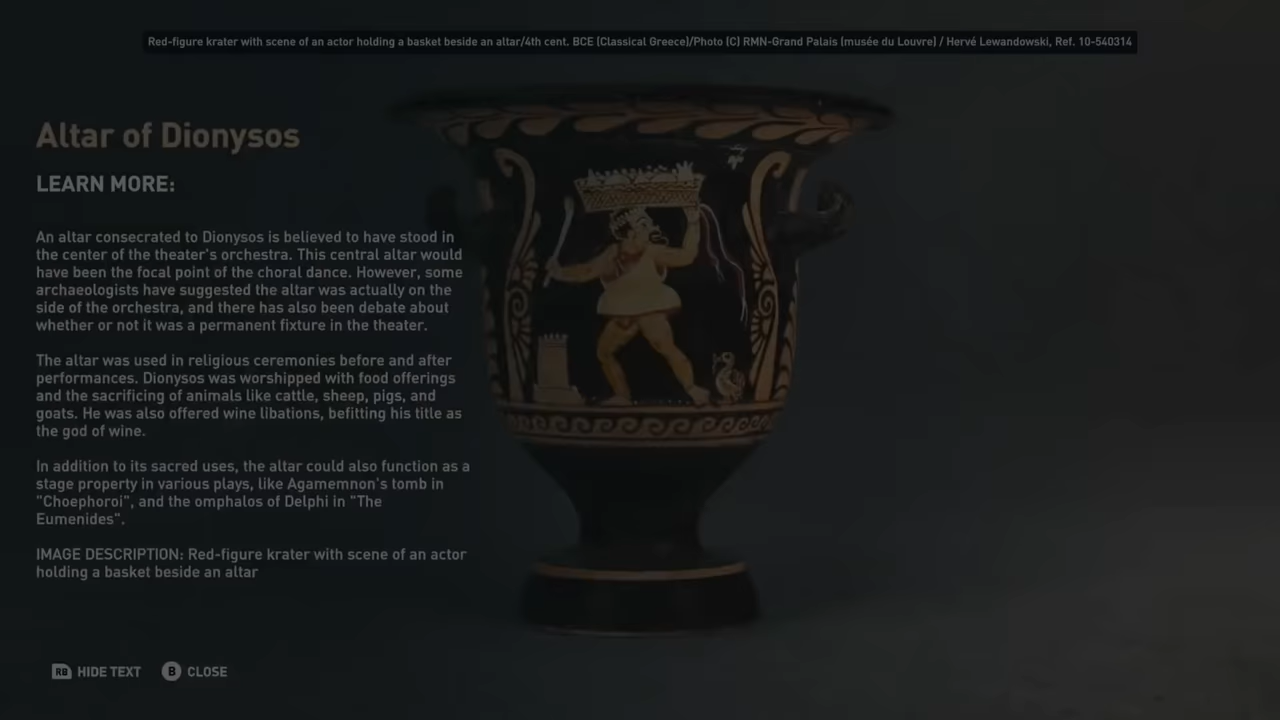 Red-figure krater with scene of an actor holding a basket beside an altar/4th cent. BCE (Classical Greece)/Photo (C) RMN-Grand Palais (musée du Louvre) / Hervé Lewandowski, Ref. 10-540314
Altar of Dionysos
LEARN MORE:
An altar consecrated to Dionysos is believed to have stood in
the center of the theater's orchestra. This central altar would
have been the focal point of the choral dance. However, some
archaeologists have suggested the altar was actually on the
side of the orchestra, and there has also been debate about
whether or not it was a permanent fixture in the theater.
The altar was used in religious ceremonies before and after
performances. Dionysos was worshipped with food offerings
and the sacrificing of animals like cattle, sheep, pigs, and
goats. He was also offered wine libations, befitting his title as
the god of wine.
In addition to its sacred uses, the altar could also function as a
stage property in various plays, like Agamemnon's tomb in
"Choephoroi", and the omphalos of Delphi in "The
Eumenides".
IMAGE DESCRIPTION: Red-figure krater with scene of an actor
holding a basket beside an altar
RB HIDE TEXT B CLOSE